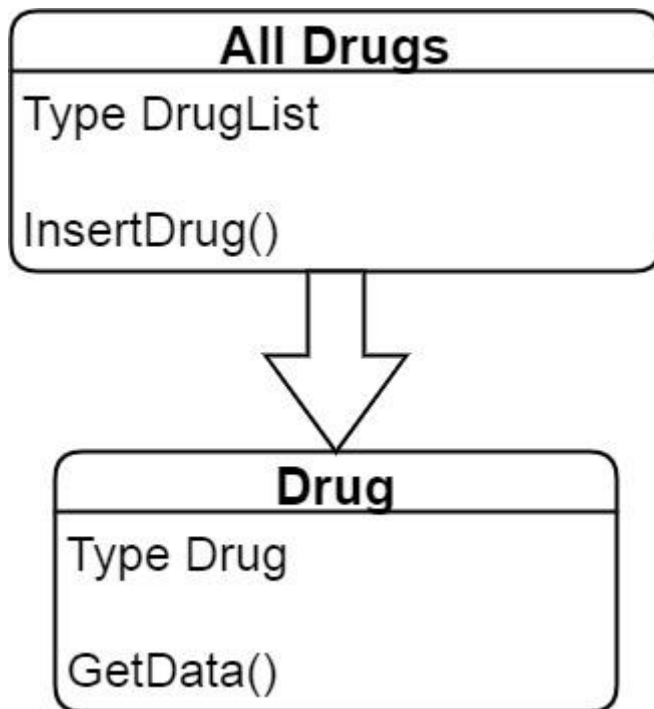 All Drugs
Type DrugList
InsertDrug()
Drug
Type Drug
GetData()